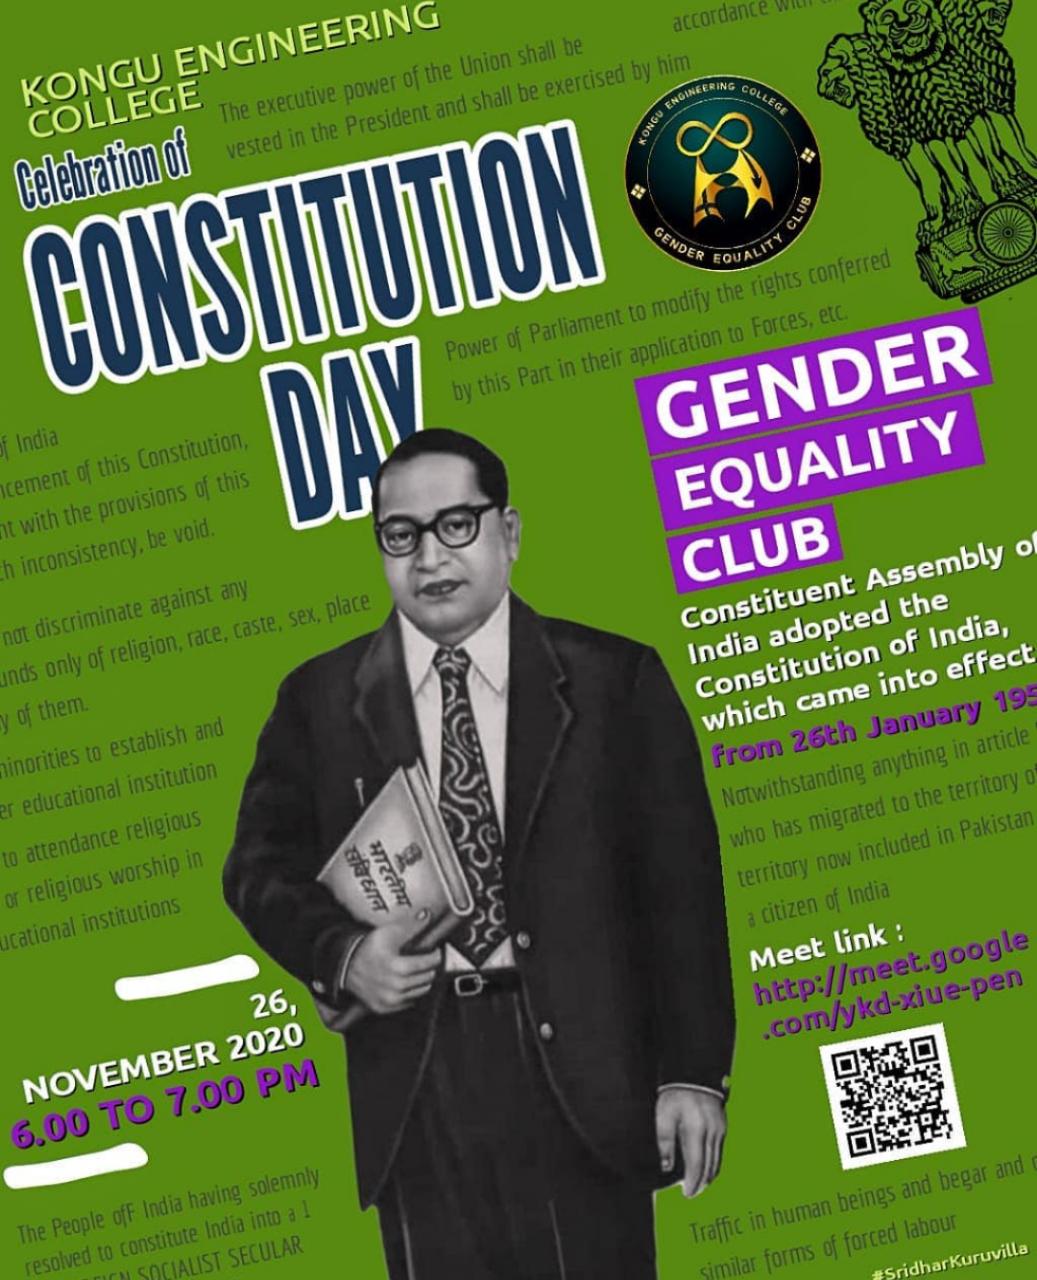 KONGU ENGINEERING
COLLEGE
accordance with
The executive power of the Union shall be
vested in the President and shall be exercised by him
Celebration of
CONSTITUTION
DAY
KONGU ENGINEERING COLLEGE
GENDER EQUALITY CLUB
Power of Parliament to modify the rights conferred
by this Part in their application to Forces, etc.
GENDER
EQUALITY
CLUB
Constituent Assembly of
India adopted the
Constitution of India,
which came into effect
from 26th January 195
Notwithstanding anything in article
who has migrated to the territory of
territory now included in Pakistan
a citizen of India
Meet link :
http://meet.google
.com/ykd-xiue-pen
of India
ncement of this Constitution,
nt with the provisions of this
ch inconsistency, be void.
not discriminate against any
unds only of religion, race, caste, sex, place
y of them.
minorities to establish and
er educational institution
to attendance religious
or religious worship in
ucational institutions
भारतीय
संविधान
26,
NOVEMBER 2020
6.00 TO 7.00 PM
The People ofF India having solemnly
resolved to constitute India into a 1
EIGN SOCIALIST SECULAR
Traffic in human beings and begar and
similar forms of forced labour
#SridharKuruvilla